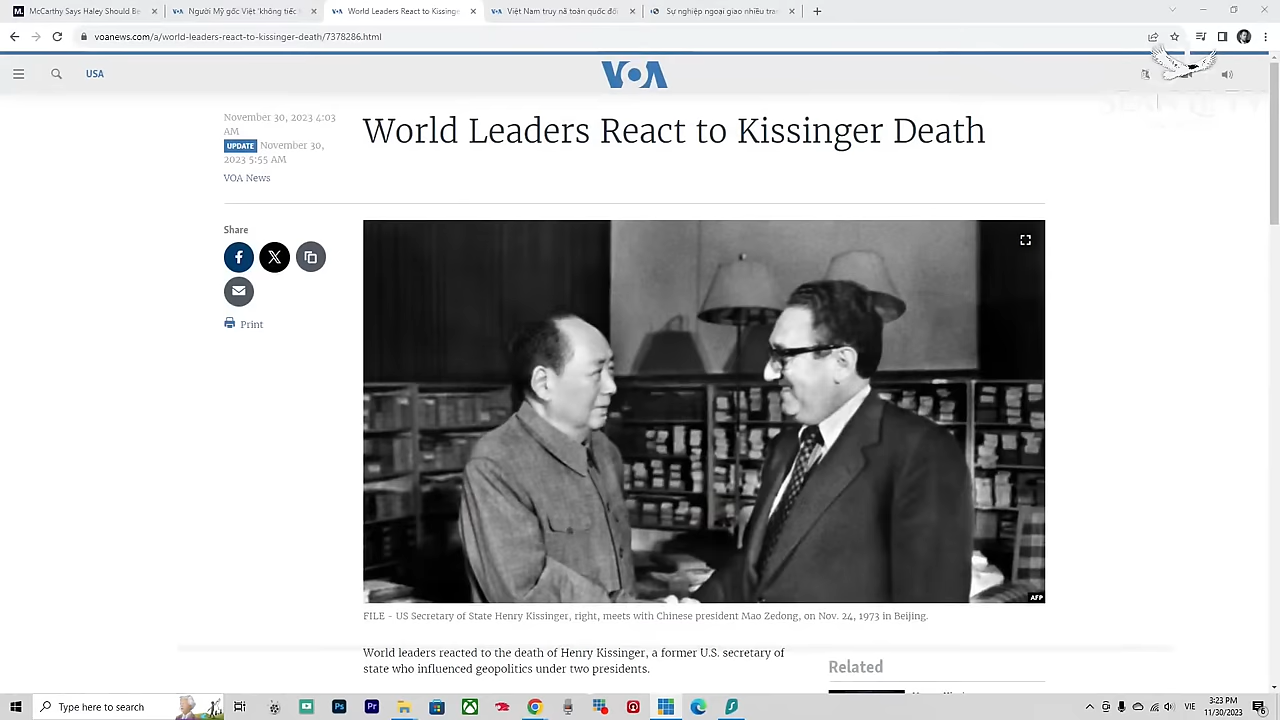 McCarthy Says Haley Should Be
Người Mỹ gốc Việt 'không tiếc t
World Leaders React to Kissinge
Việt Nam truy nã toàn quốc đối
Sự nghiệp ngoại giao nhiều tran
voanews.com/a/world-leaders-react-to-kissinger-death/7378286.html
USA
VOA
November 30, 2023 4:03
AM
UPDATE November 30,
2023 5:55 AM
VOA News
World Leaders React to Kissinger Death
Share
Print
AFP
FILE - US Secretary of State Henry Kissinger, right, meets with Chinese president Mao Zedong, on Nov. 24, 1973 in Beijing.
World leaders reacted to the death of Henry Kissinger, a former U.S. secretary of
state who influenced geopolitics under two presidents.
Related
Type here to search
VIE
3:23 PM
11/30/2023